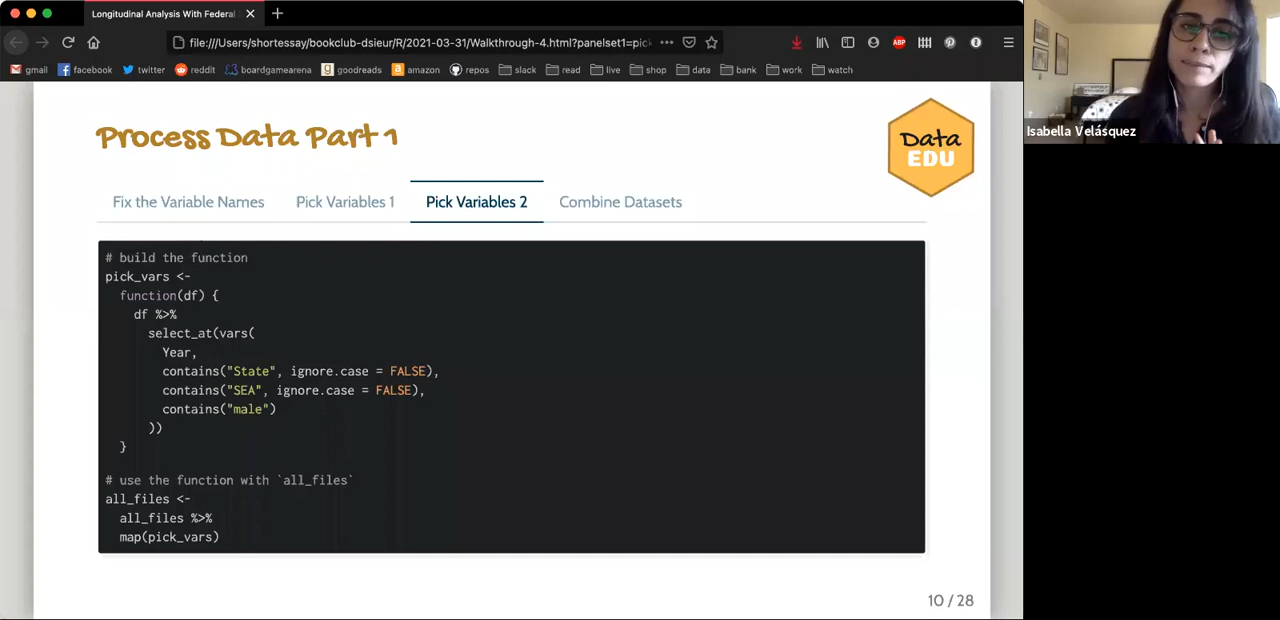 Longitudinal Analysis With Federal
file:///Users/shortessay/bookclub-dsieur/R/2021-03-31/Walkthrough-4.html?panelset1=pic
ABP
gmail facebook twitter reddit boardgamearena goodreads amazon repos slack read live shop data bank work watch
Isabella Velásquez
Process Data Part 1
Data
EDU
Fix the Variable Names Pick Variables 1 Pick Variables 2 Combine Datasets
# build the function
pick_vars <-
function(df) {
df %>%
select_at(vars(
Year,
contains("State", ignore.case = FALSE),
contains("SEA", ignore.case = FALSE),
contains("male")
))
}
# use the function with `all_files`
all_files <-
all_files %>%
map(pick_vars)
10 / 28